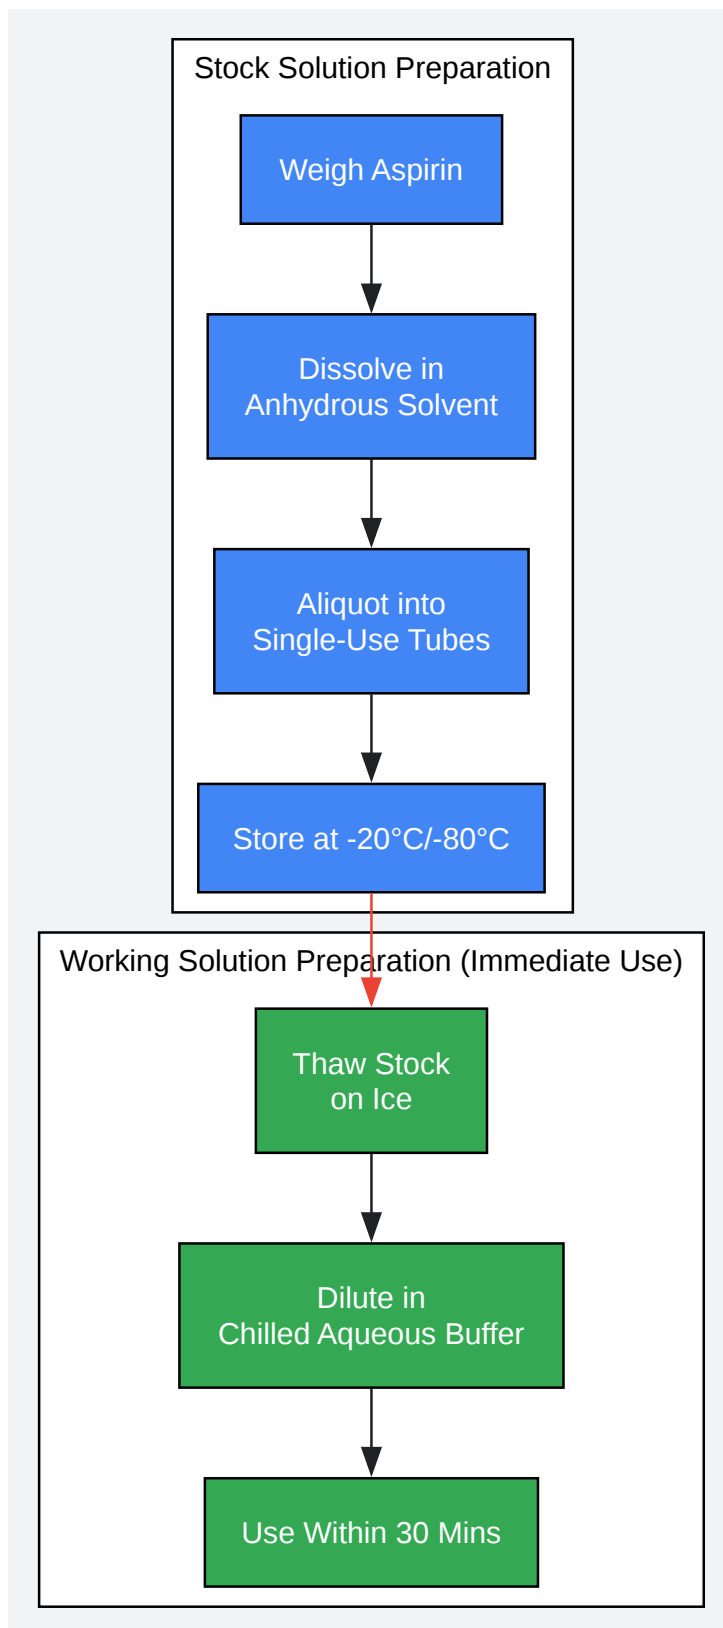 Stock Solution Preparation
Weigh Aspirin
Dissolve in
Anhydrous Solvent
Aliquot into
Single-Use Tubes
Store at -20°C/-80°C
Working Solution Preparation (Immediate Use)
Thaw Stock
on Ice
Dilute in
Chilled Aqueous Buffer
Use Within 30 Mins